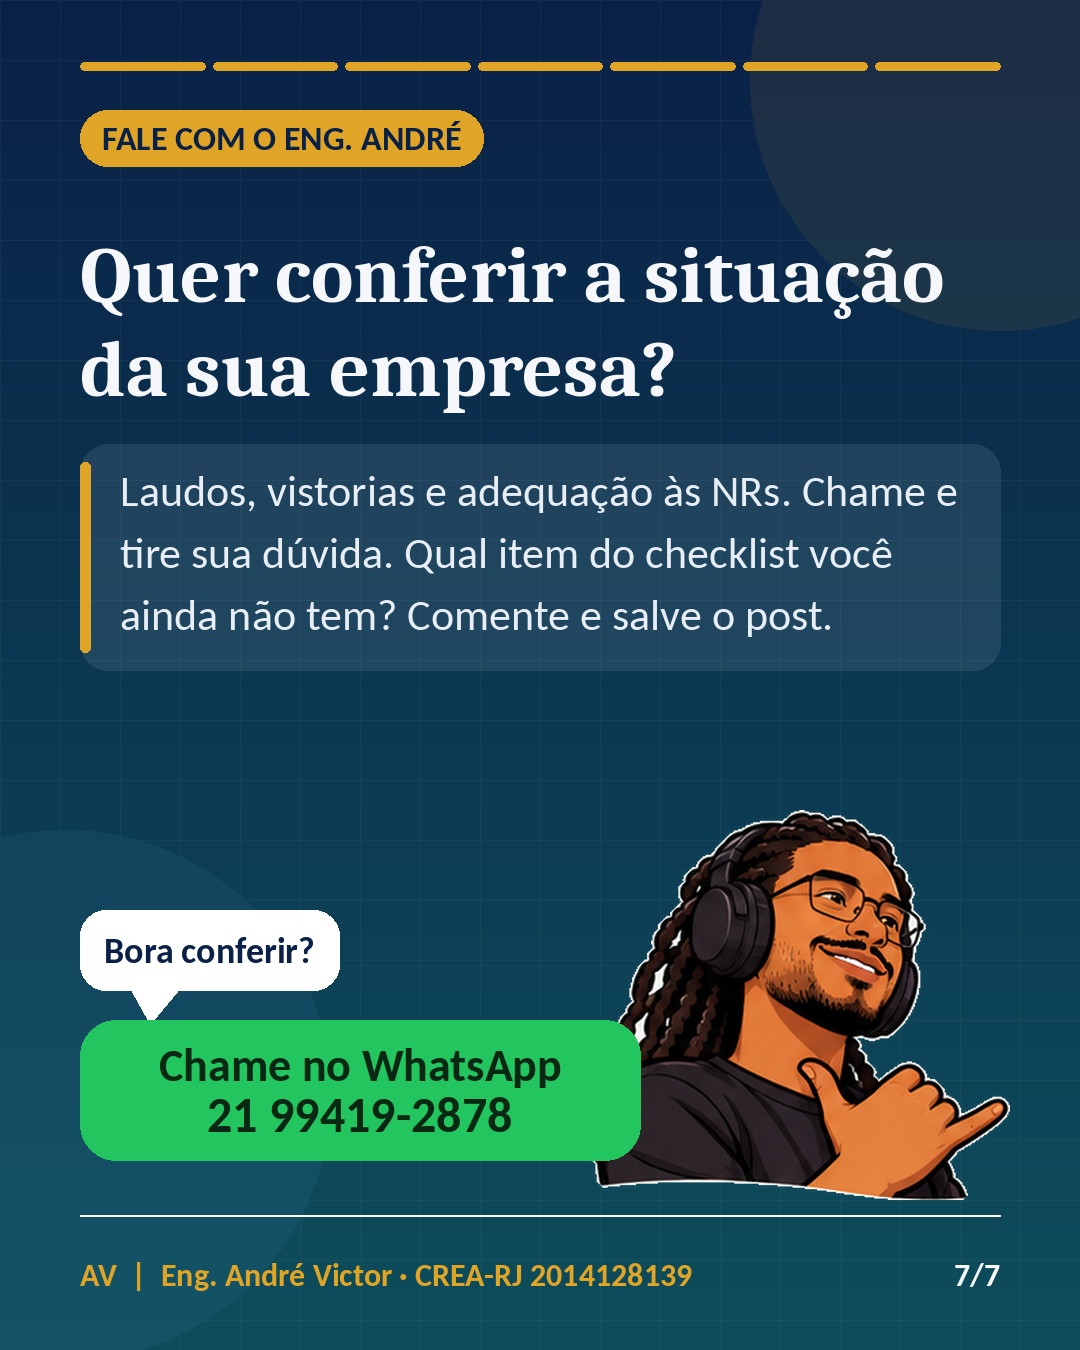 FALE COM O ENG. ANDRÉ
Quer conferir a situação
da sua empresa?
Laudos, vistorias e adequação às NRs. Chame e
tire sua dúvida. Qual item do checklist você
ainda não tem? Comente e salve o post.
Bora conferir?
Chame no WhatsApp
21 99419-2878
AV | Eng. André Victor · CREA-RJ 2014128139
7/7